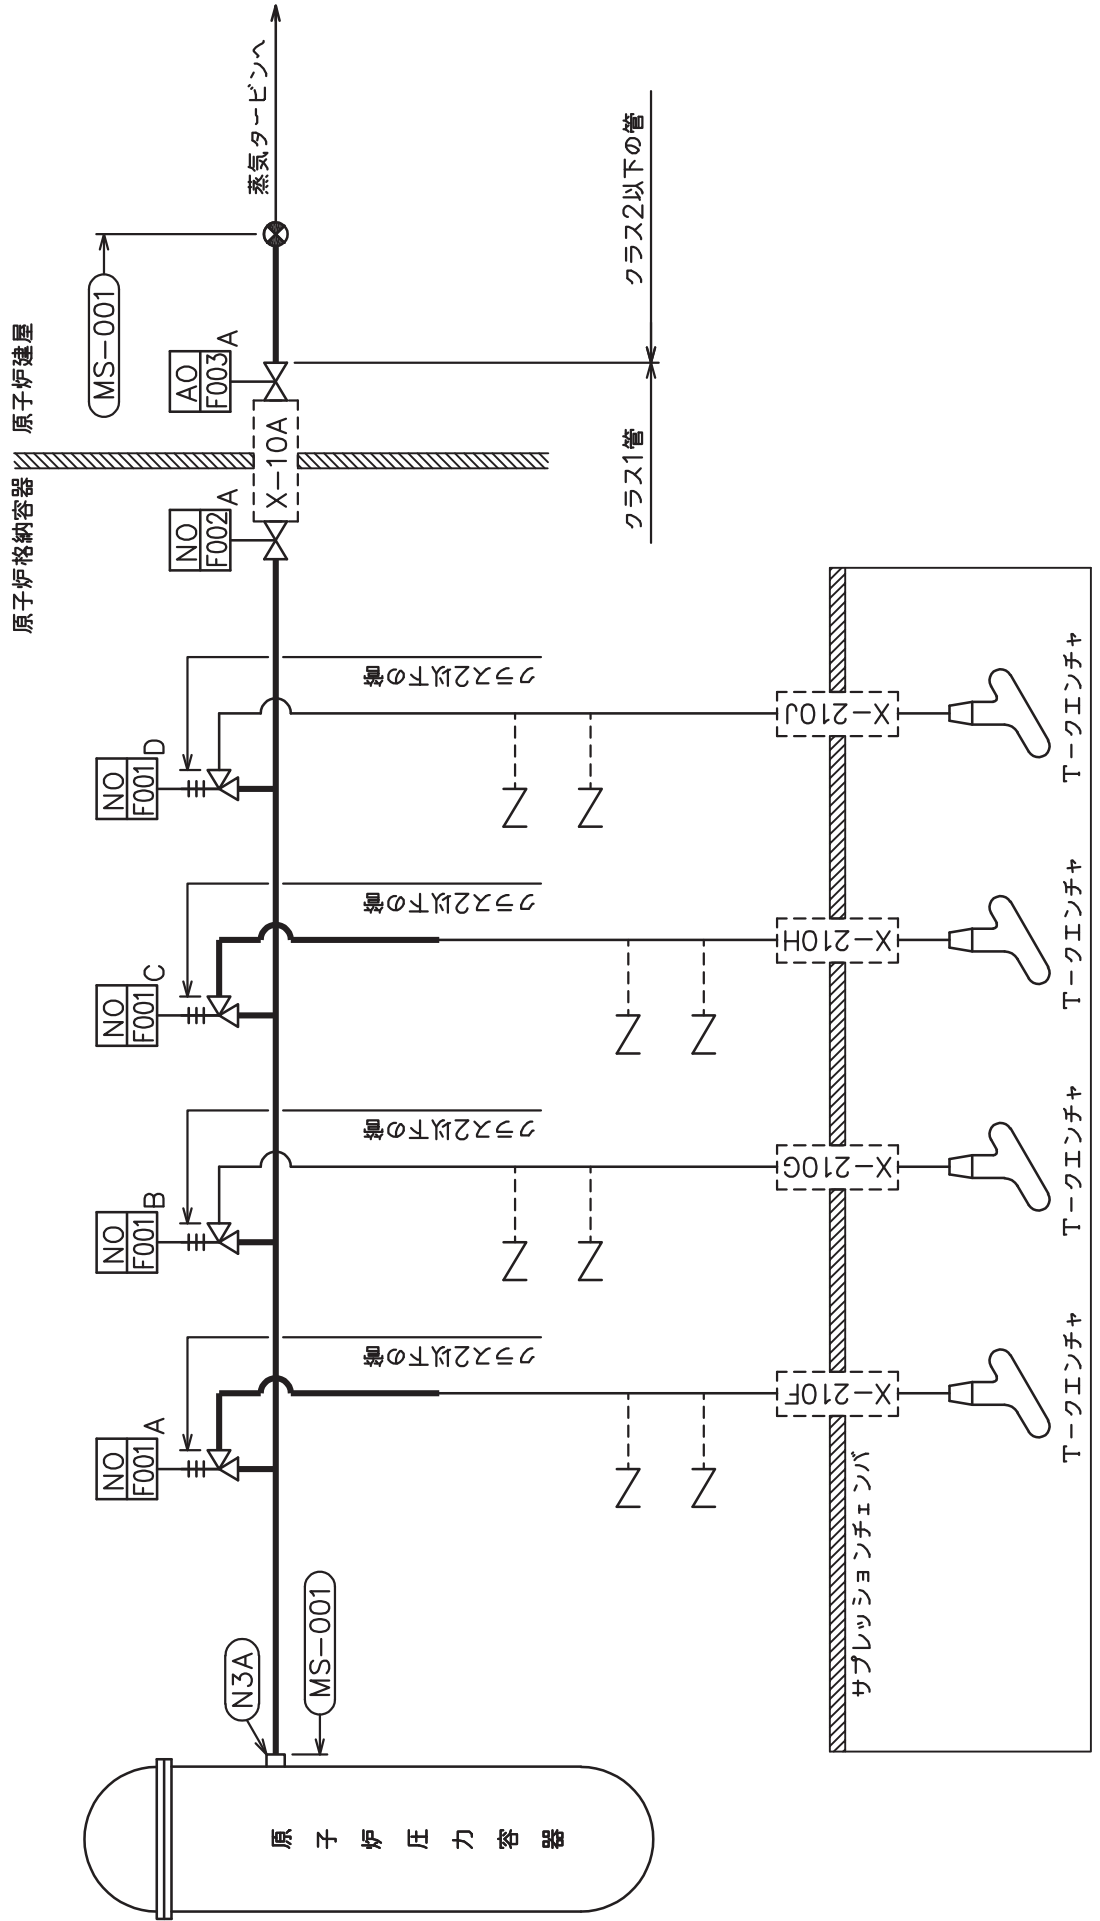 原子炉格納容器
原子炉建屋
MS-001
AO
F003
A
NO
F002
A
X-10A
蒸気タービンへ
クラス1管
クラス2以下の管
NO
F001
A
NO
F001
B
NO
F001
C
NO
F001
D
クラス2以下の管
クラス2以下の管
クラス2以下の管
クラス2以下の管
N3A
MS-001
原子炉圧力容器
X-210F
X-210G
X-210H
X-210J
サプレッションチェンバ
T-クエンチャ
T-クエンチャ
T-クエンチャ
T-クエンチャ